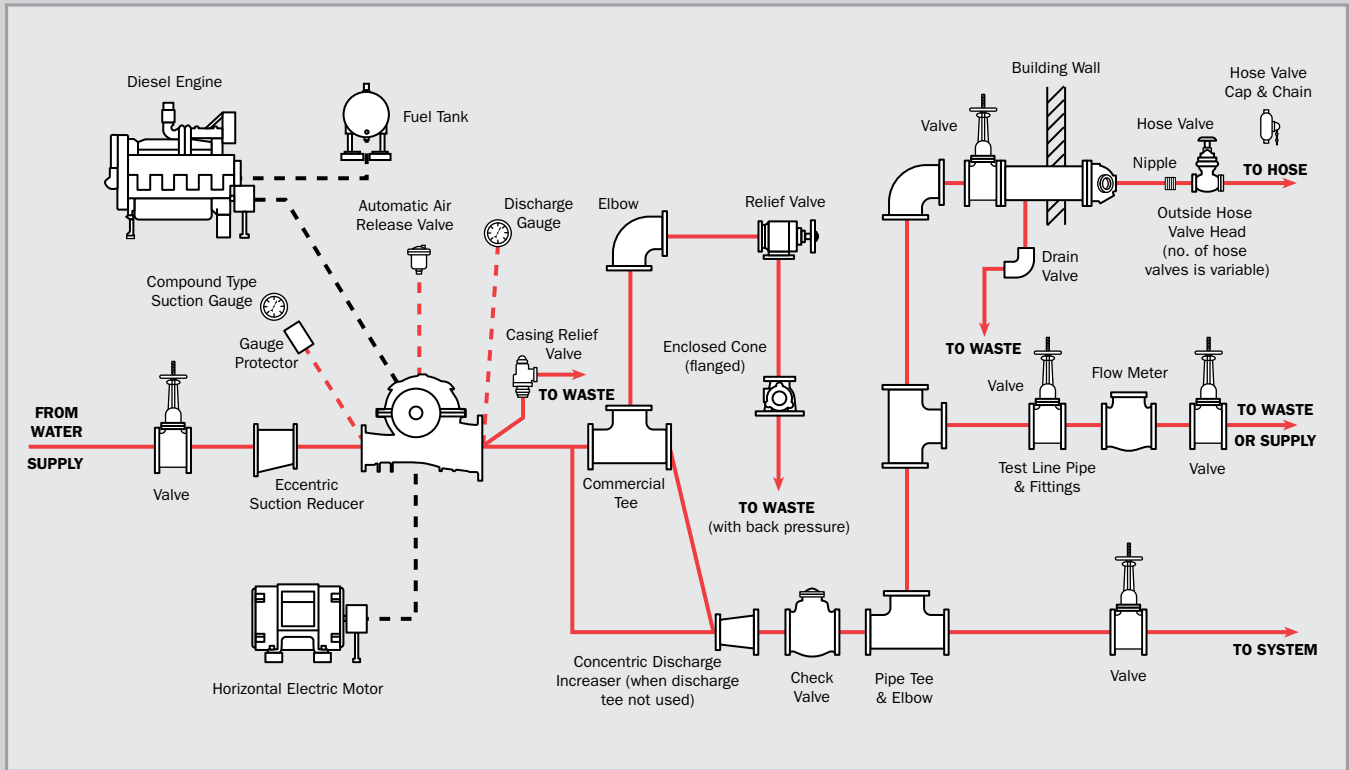 Diesel Engine
Fuel Tank
Building Wall
Hose Valve
Cap & Chain
Valve
Hose Valve
Nipple
TO HOSE
Automatic Air
Release Valve
Discharge
Gauge
Elbow
Relief Valve
Outside Hose
Valve Head
(no. of hose
valves is variable)
Drain
Valve
Compound Type
Suction Gauge
Gauge
Protector
Casing Relief
Valve
TO WASTE
Enclosed Cone
(flanged)
TO WASTE
Valve
Flow Meter
FROM
WATER
SUPPLY
TO WASTE
OR SUPPLY
Valve
Eccentric
Suction Reducer
Commercial
Tee
Test Line Pipe
& Fittings
Valve
TO WASTE
(with back pressure)
Horizontal Electric Motor
Concentric Discharge
Increaser (when discharge
tee not used)
Check
Valve
Pipe Tee
& Elbow
Valve
TO SYSTEM